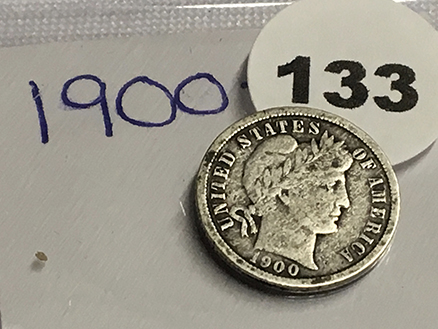 1900
133
UNITED STATES OF AMERICA
1900